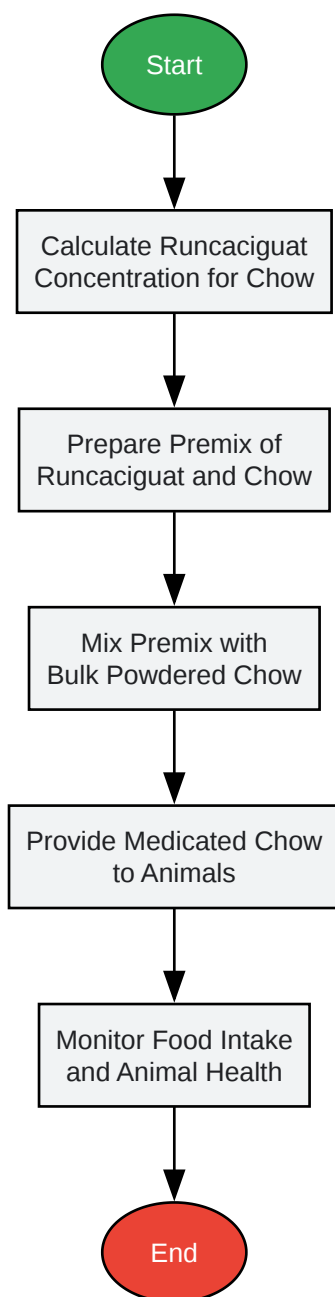 Start
Calculate Runcaciguat
Concentration for Chow
Prepare Premix of
Runcaciguat and Chow
Mix Premix with
Bulk Powdered Chow
Provide Medicated Chow
to Animals
Monitor Food Intake
and Animal Health
End